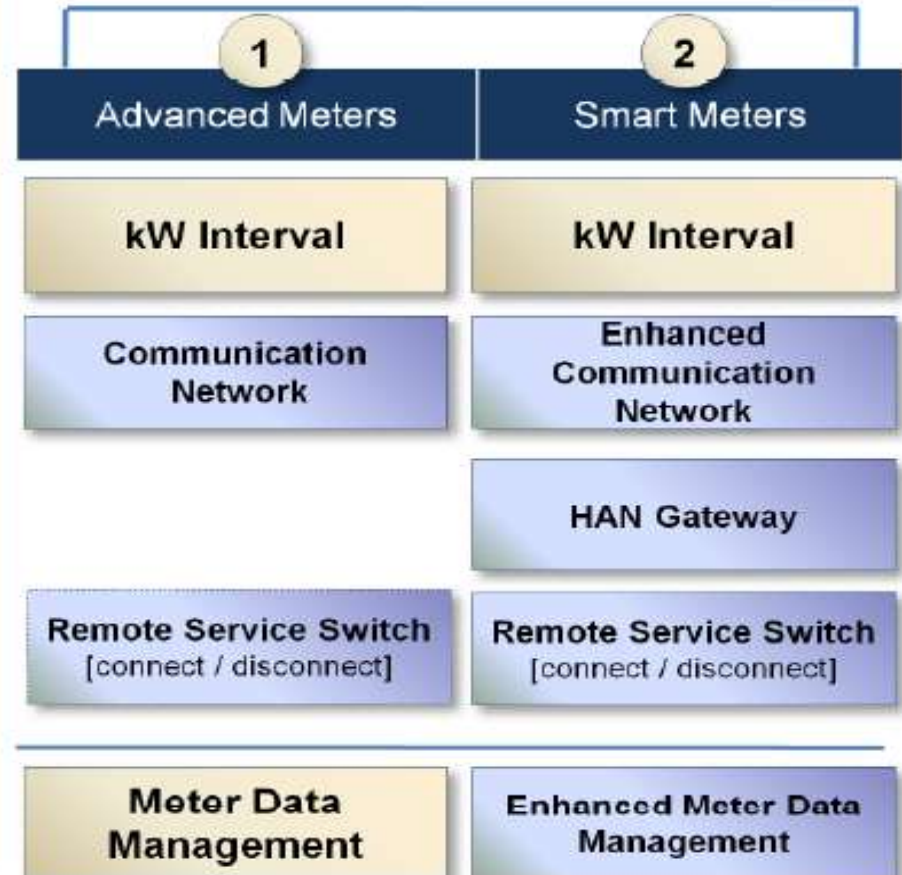 1
2
Advanced Meters
Smart Meters
kW Interval
kW Interval
Communication
Network
Enhanced
Communication
Network
HAN Gateway
Remote Service Switch
[connect / disconnect]
Remote Service Switch
[connect / disconnect]
Meter Data
Management
Enhanced Meter Data
Management